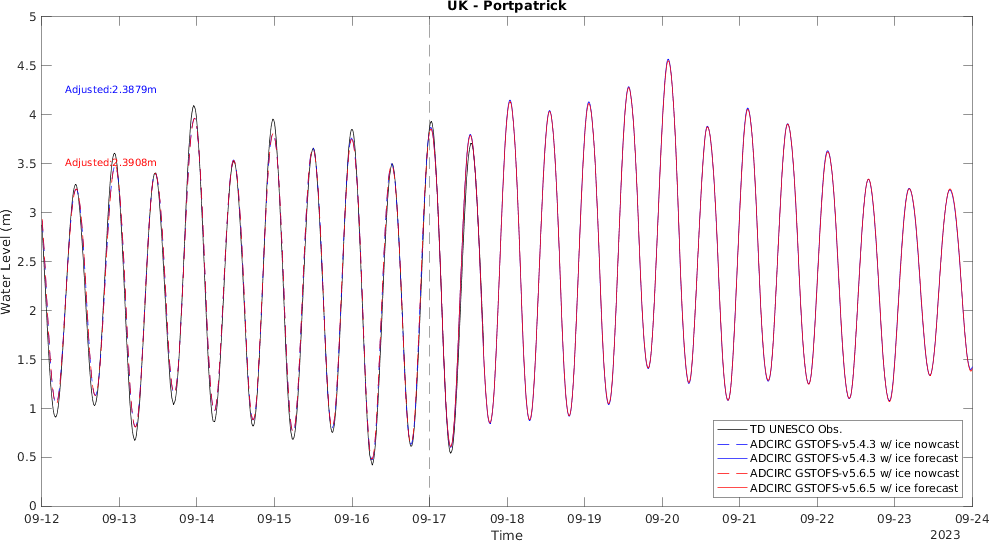 UK - Portpatrick
Water Level (m)
5
4.5
4
3.5
3
2.5
2
1.5
1
0.5
0
Adjusted:2.3879m
Adjusted:2.3908m
TD UNESCO Obs.
ADCIRC GSTOFS-v5.4.3 w/ ice nowcast
ADCIRC GSTOFS-v5.4.3 w/ ice forecast
ADCIRC GSTOFS-v5.6.5 w/ ice nowcast
ADCIRC GSTOFS-v5.6.5 w/ ice forecast
09-12 09-13 09-14 09-15 09-16 09-17 09-18 09-19 09-20 09-21 09-22 09-23 09-24
Time
2023